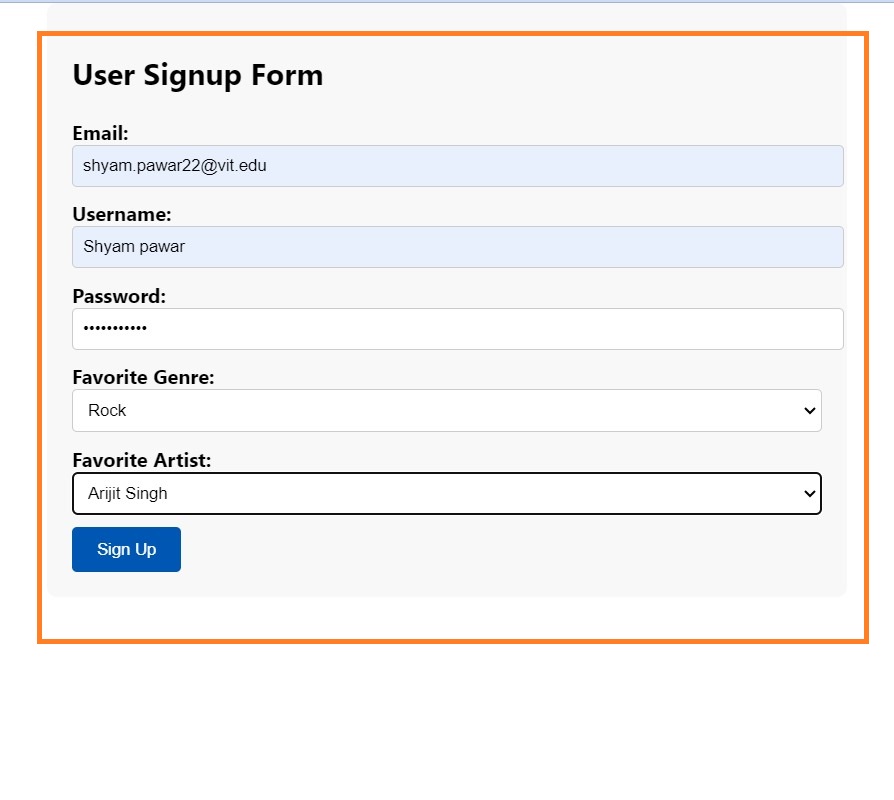 User Signup Form
Email:
shyam.pawar22@vit.edu
Username:
Shyam pawar
Password:
•••••••••••
Favorite Genre:
Rock
Favorite Artist:
Arijit Singh
Sign Up